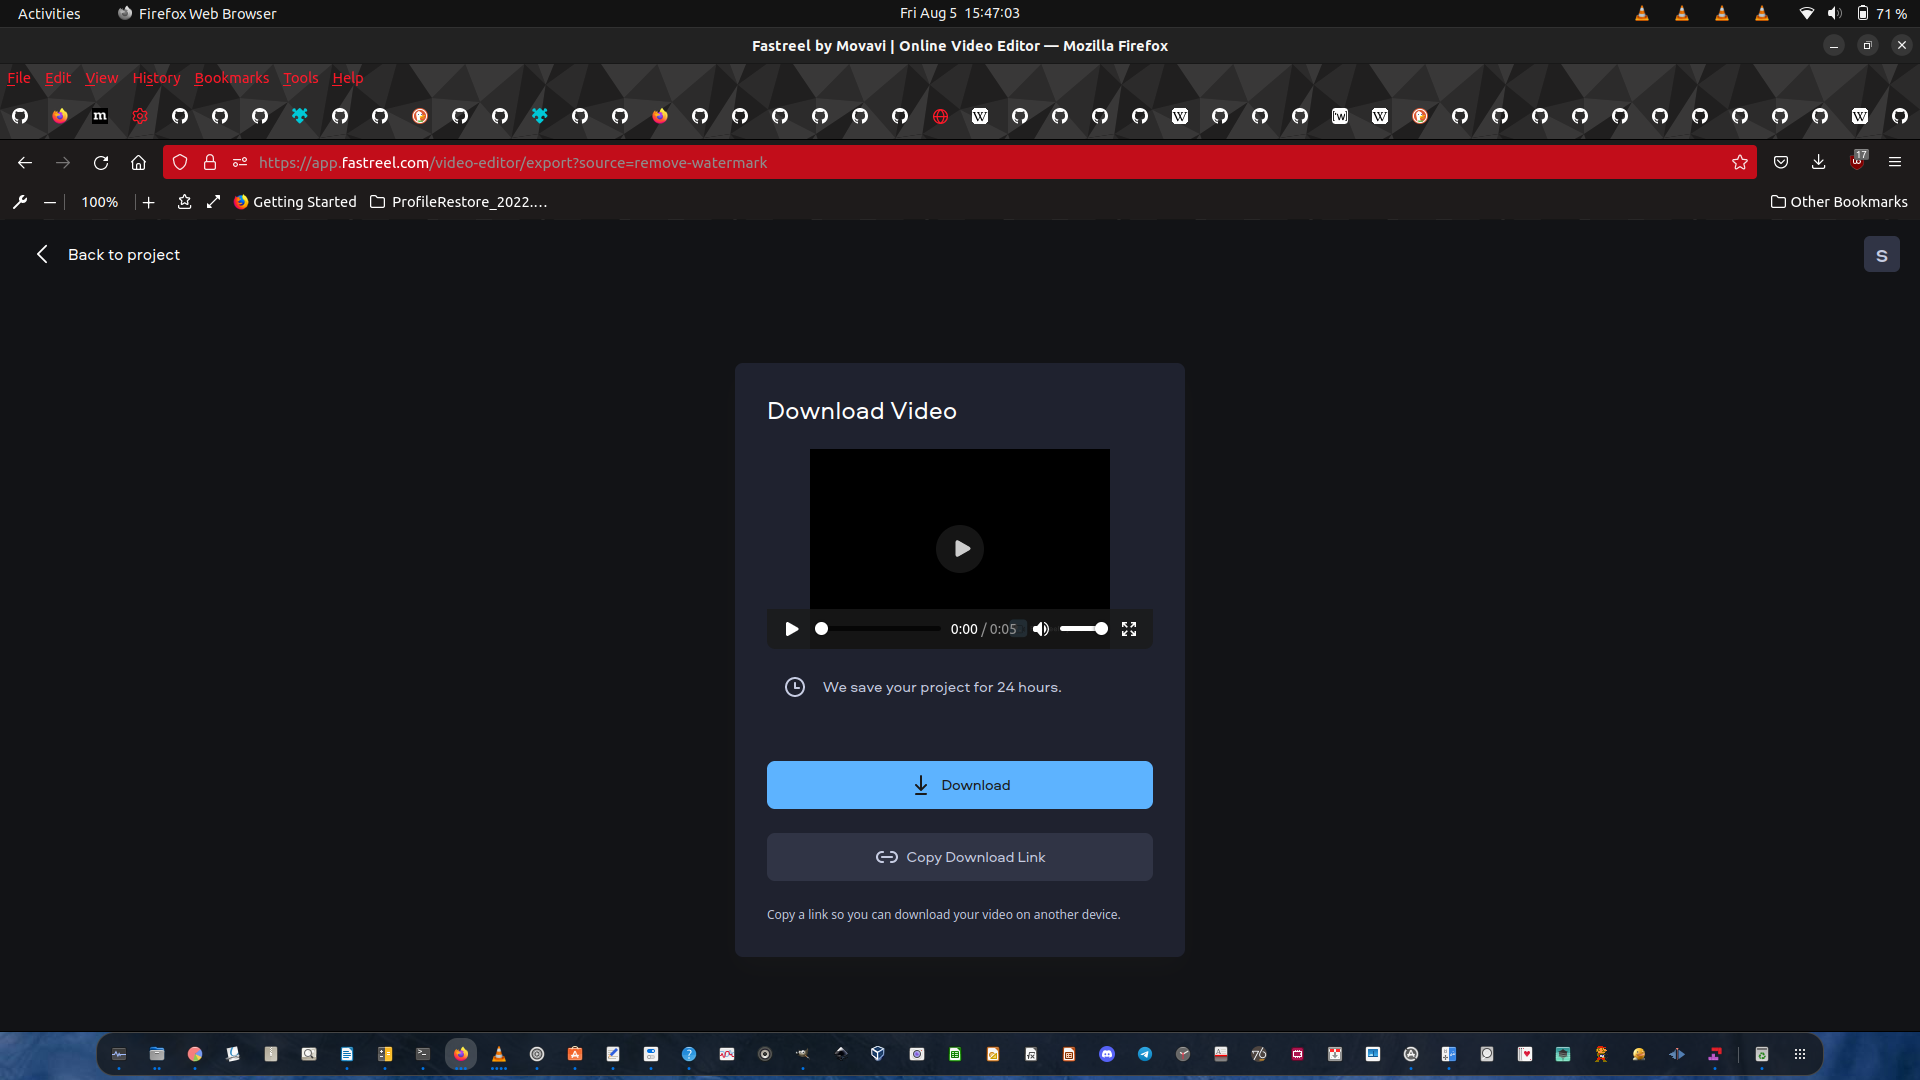 Activities
Firefox Web Browser
Fri Aug 5 15:47:03
71 %
Fastreel by Movavi | Online Video Editor — Mozilla Firefox
File Edit View History Bookmarks Tools Help
17
https://app.fastreel.com/video-editor/export?source=remove-watermark
100%
Getting Started
ProfileRestore_2022....
Other Bookmarks
Back to project
S
Download Video
0:00 / 0:05
We save your project for 24 hours.
Download
Copy Download Link
Copy a link so you can download your video on another device.